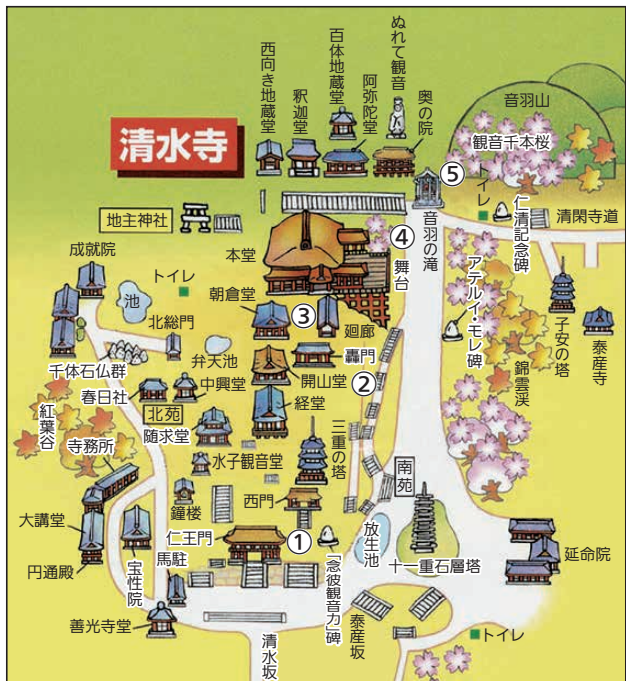 清水寺
西向き地蔵堂
釈迦堂
百体地蔵堂
阿弥陀堂
ぬれて観音
奥の院
音羽山
観音千本桜
⑤
トイレ
仁清記念碑
清閑寺道
音羽の滝
地主神社
本堂
④
舞台
成就院
トイレ
池
朝倉堂
③
廻廊
アテルイ・モレ碑
子安の塔
泰産寺
北総門
弁天池
轟門
千体石仏群
開山堂
②
錦雲渓
春日社
中興堂
北苑
経堂
紅葉谷
随求堂
三重の塔
寺務所
水子観音堂
南苑
西門
鐘楼
大講堂
仁王門
①
放生池
十一重石層塔
延命院
円通殿
宝性院
馬駐
「念彼観音力」碑
泰産坂
善光寺堂
清水坂
トイレ